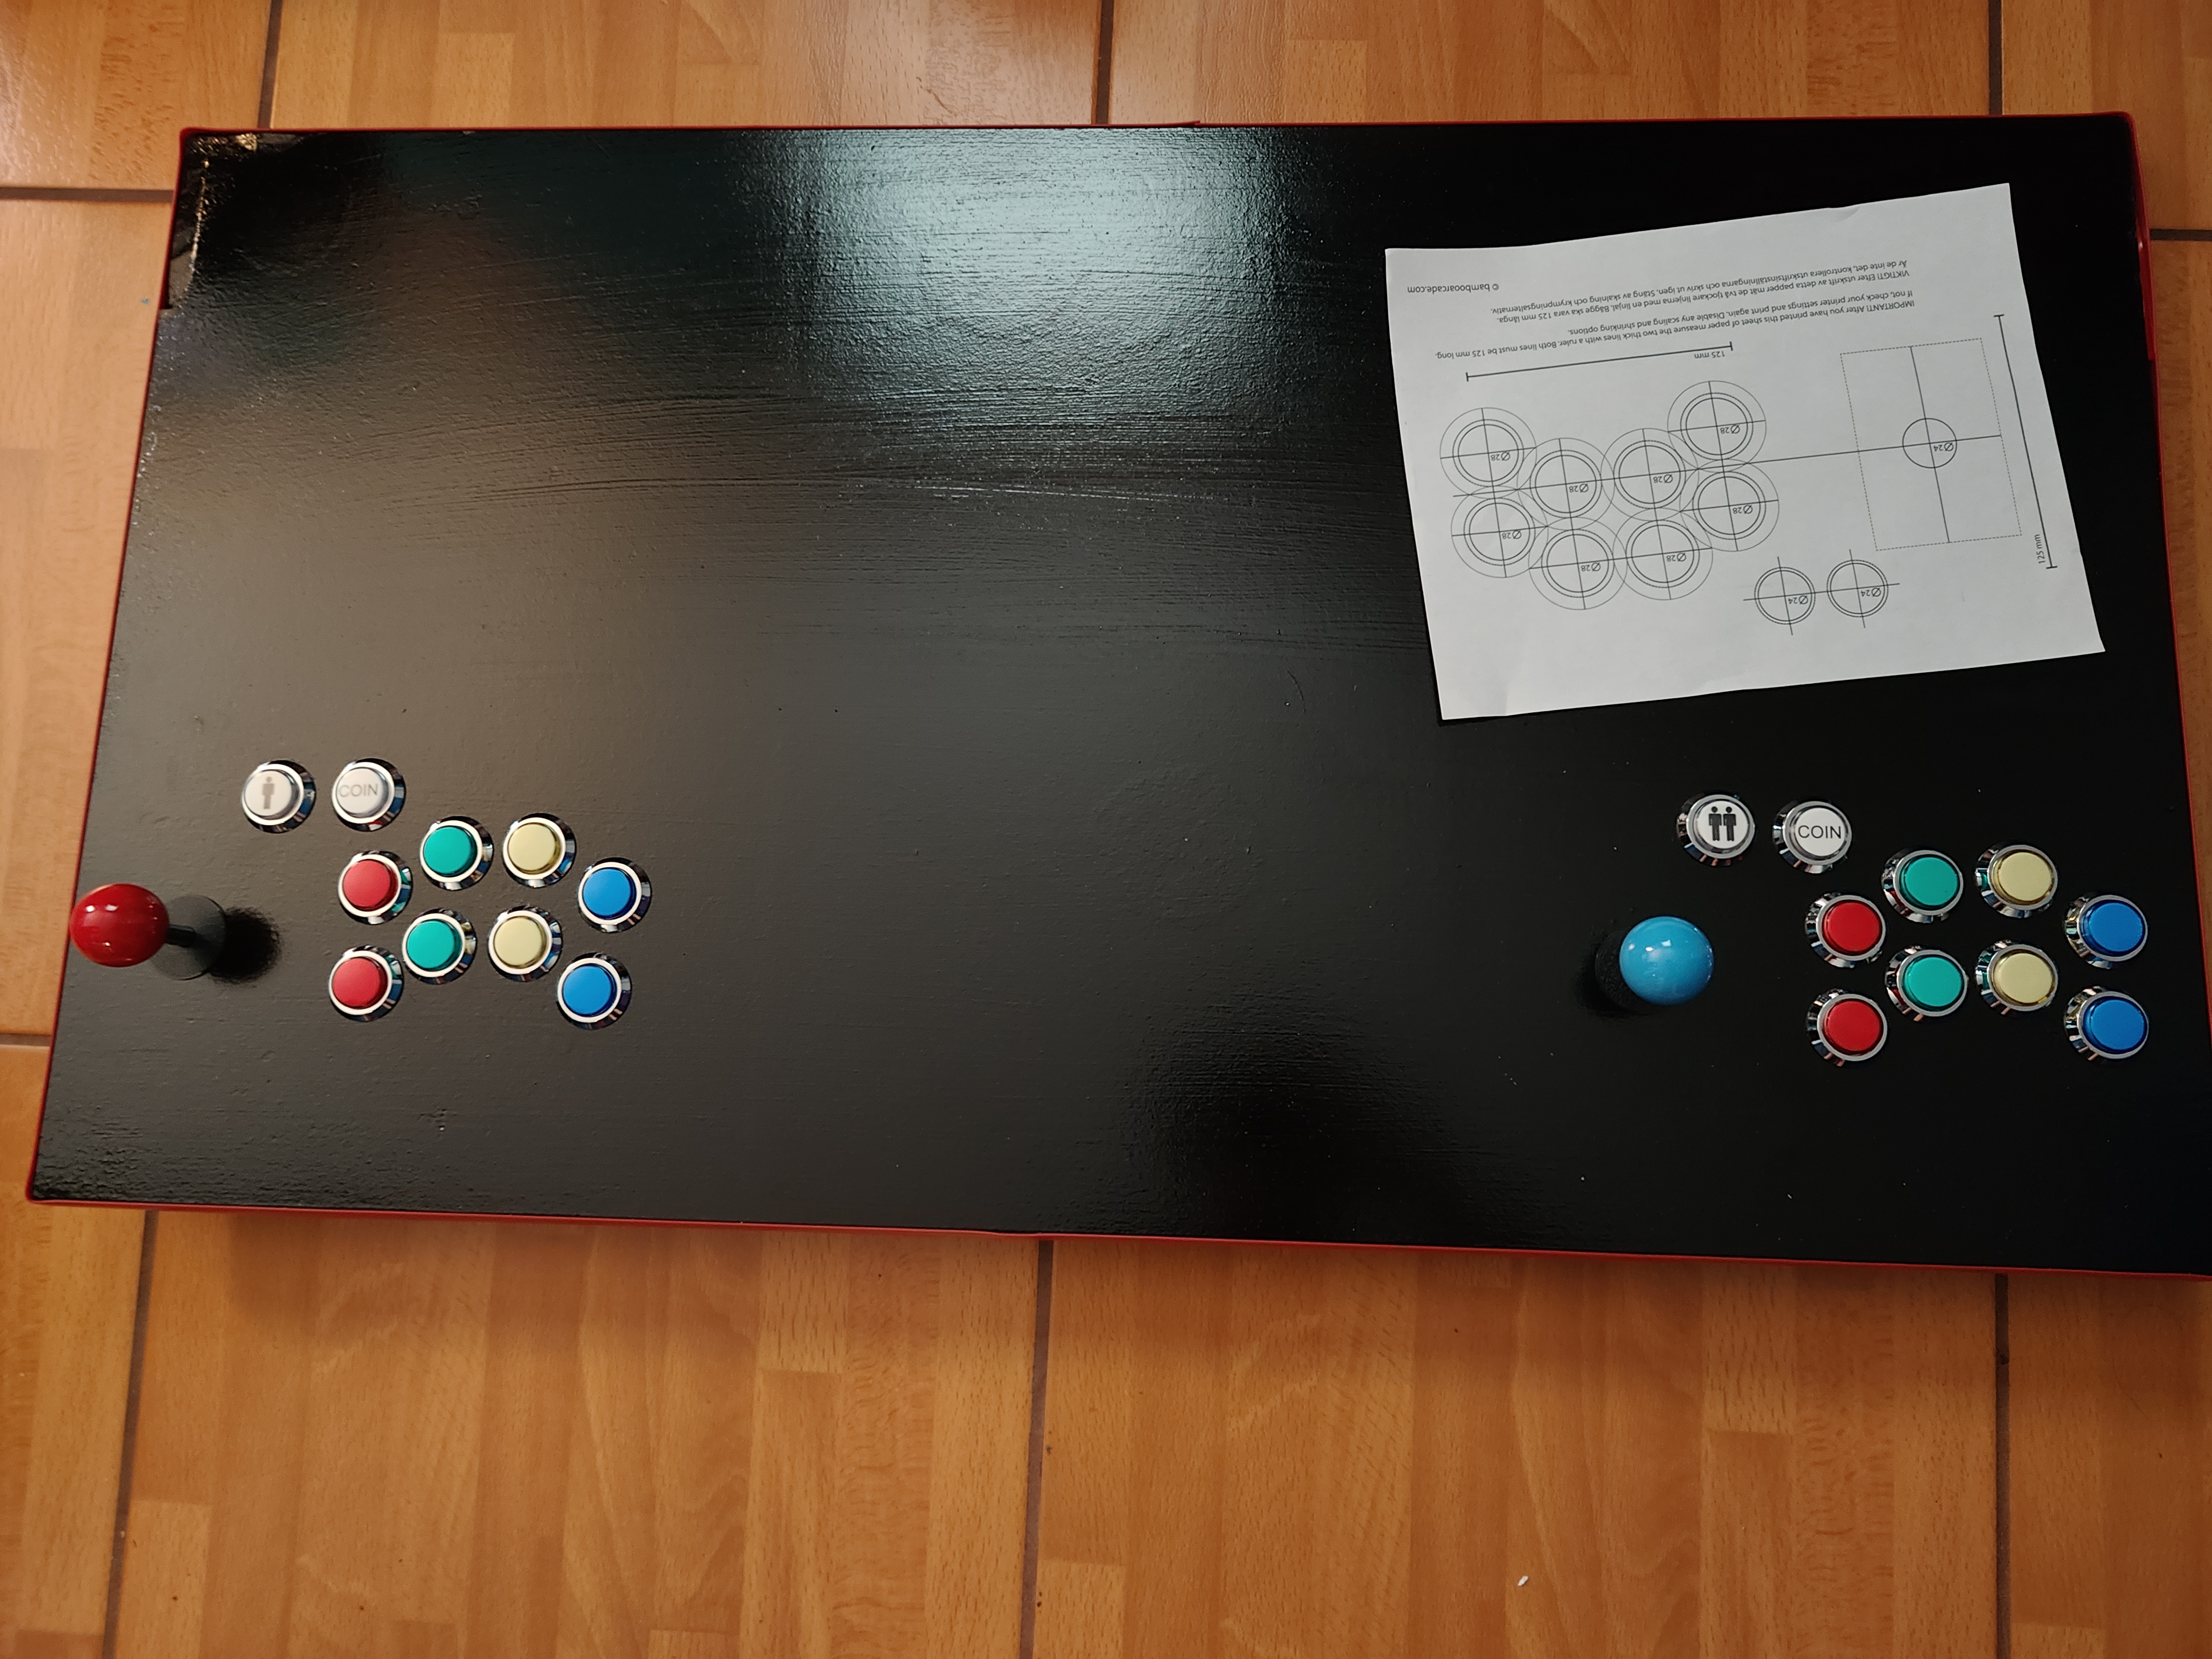 IMPORTANT! After you have printed this sheet of paper measure the two thick lines with a ruler. Both lines must be 125 mm long.
If not, check your printer settings and print again. Disable any scaling and shrinking options.
VIKTIGT! Efter utskrift av detta papper mät de två tjockare linjerna med en linjal. Bägge ska vara 125 mm långa.
Är de inte det, kontrollera utskriftsinställningarna och skriv ut igen. Stäng av skalning och krympningsalternativ.
© bambooarcade.com
125 mm
125 mm
Ø24
Ø24
Ø24
Ø28
Ø28
Ø28
Ø28
Ø28
Ø28
Ø28
Ø28
COIN
COIN